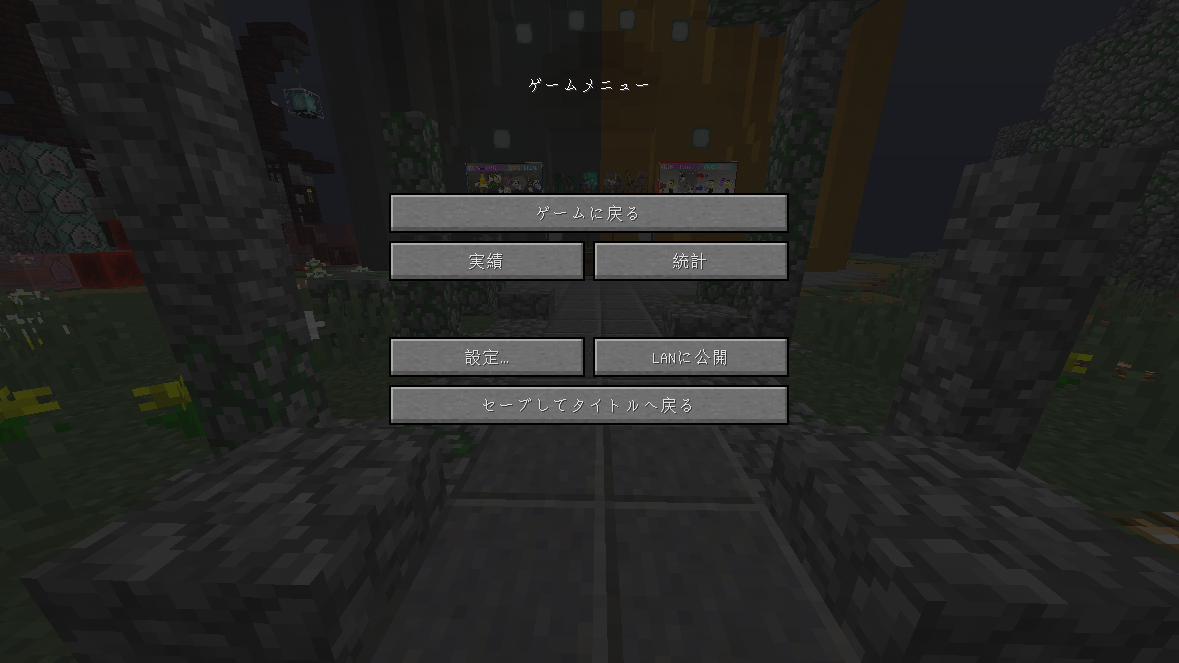 ゲームメニュー
ゲームに戻る
実績
統計
設定...
LANに公開
セーブしてタイトルへ戻る